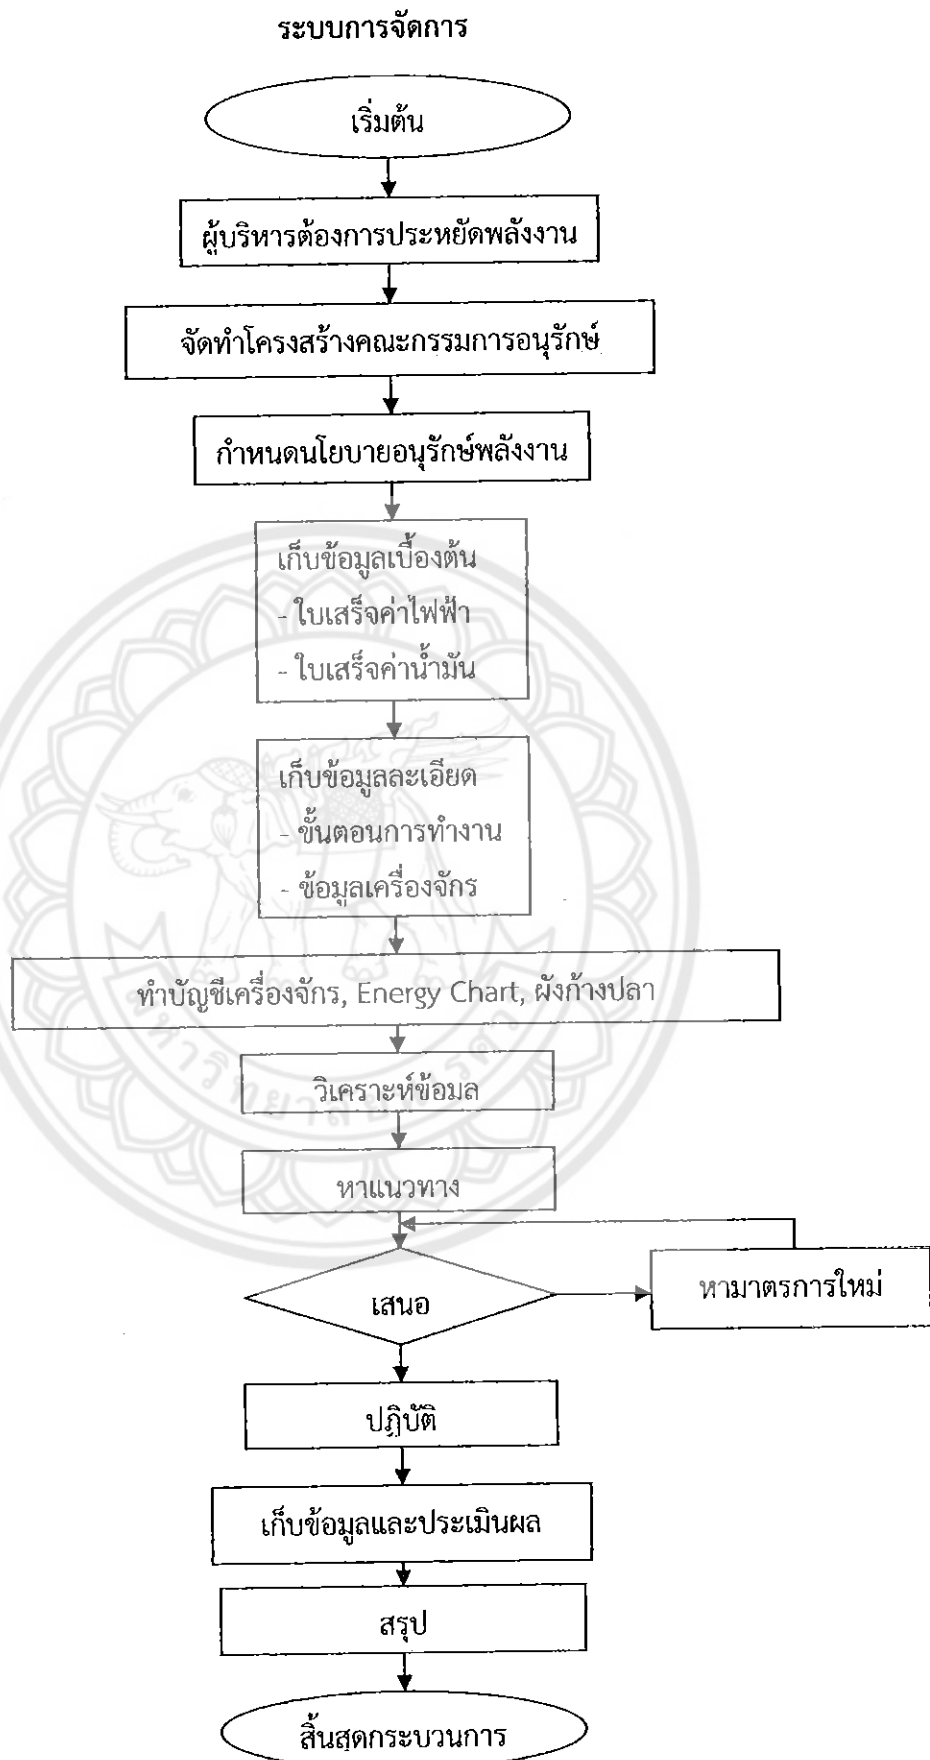 ระบบการจัดการ
เริ่มต้น
ผู้บริหารต้องการประหยัดพลังงาน
จัดทำโครงสร้างคณะกรรมการอนุรักษ์
กำหนดนโยบายอนุรักษ์พลังงาน
เก็บข้อมูลเบื้องต้น
- ใบเสร็จค่าไฟฟ้า
- ใบเสร็จค่าน้ำมัน
เก็บข้อมูลละเอียด
- ขั้นตอนการทำงาน
- ข้อมูลเครื่องจักร
ทำบัญชีเครื่องจักร, Energy Chart, ผังก้างปลา
วิเคราะห์ข้อมล
หาแนวทาง
เสนอ
หามาตรการใหม่
ปฏิบัติ
เก็บข้อมูลและประเมินผล
สรุป
สิ้นสุดกระบวนการ